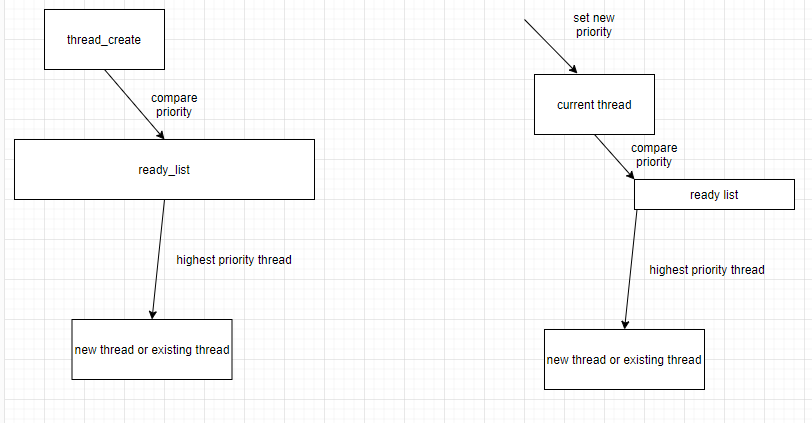 thread_create
compare
priority
ready_list
highest priority thread
new thread or existing thread
set new
priority
current thread
compare
priority
ready list
highest priority thread
new thread or existing thread